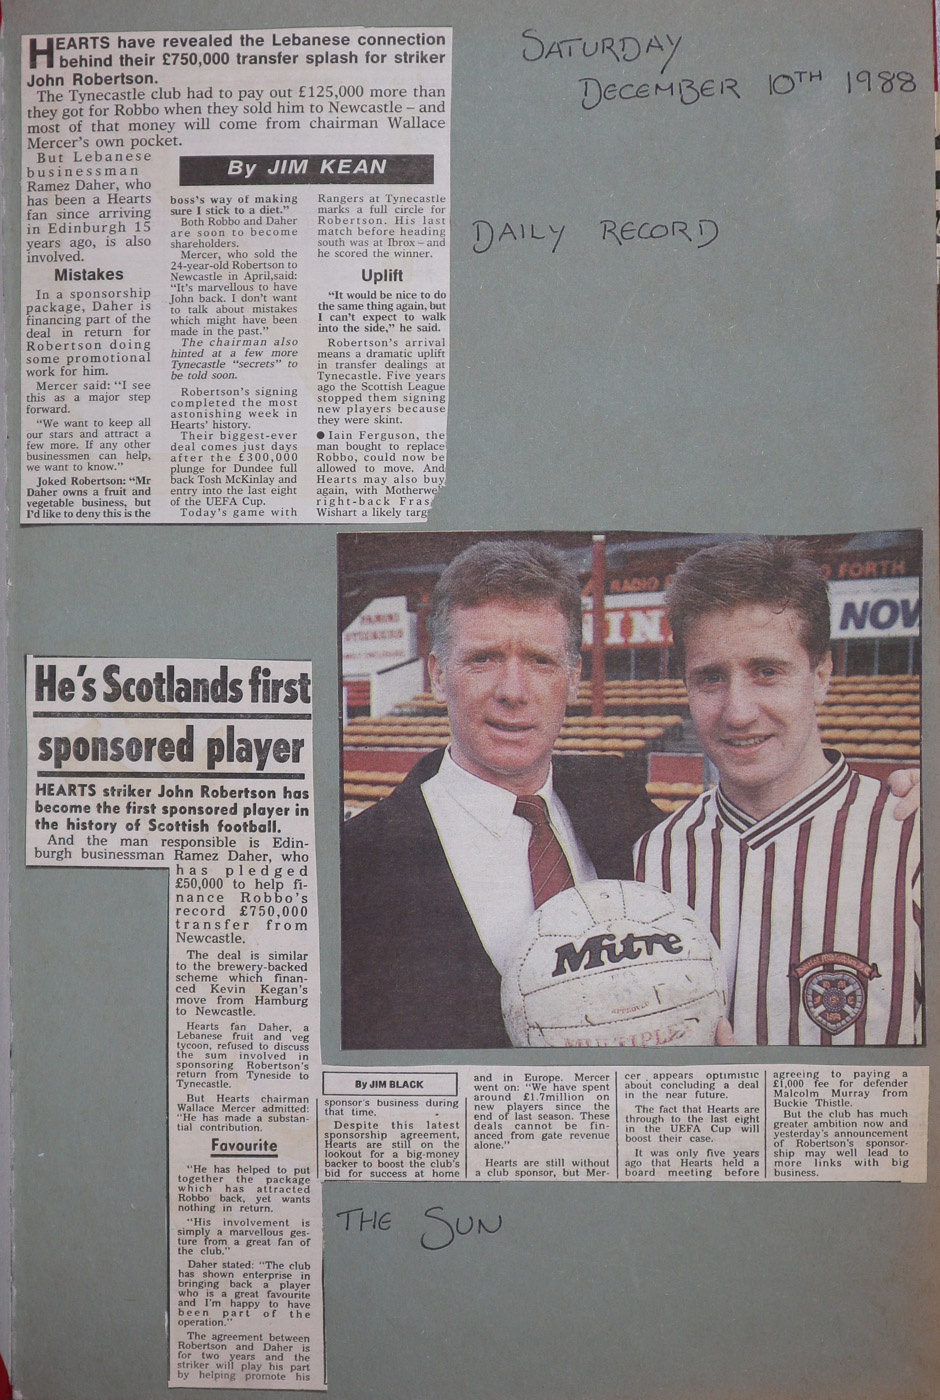 SATURDAY
DECEMBER 10TH 1988
DAILY RECORD
HEARTS have revealed the Lebanese connection
behind their £750,000 transfer splash for striker
John Robertson.
The Tynecastle club had to pay out £125,000 more than
they got for Robbo when they sold him to Newcastle – and
most of that money will come from chairman Wallace
Mercer's own pocket.
But Lebanese
businessman
Ramez Daher, who
has been a Hearts
fan since arriving
in Edinburgh 15
years ago, is also
involved.
Mistakes
In a sponsorship
package, Daher is
financing part of the
deal in return for
Robertson doing
some promotional
work for him.
Mercer said: "I see
this as a major step
forward.
"We want to keep all
our stars and attract a
few more. If any other
businessmen can help,
we want to know."
Joked Robertson: "Mr
Daher owns a fruit and
vegetable business, but
I'd like to deny this is the
By JIM KEAN
boss's way of making
sure I stick to a diet."
Both Robbo and Daher
are soon to become
shareholders.
Mercer, who sold the
24-year-old Robertson to
Newcastle in April,said:
"It's marvellous to have
John back. I don't want
to talk about mistakes
which might have been
made in the past."
The chairman also
hinted at a few more
Tynecastle "secrets" to
be told soon.
Robertson's signing
completed the most
astonishing week in
Hearts' history.
Their biggest-ever
deal comes just days
after the £300,000
plunge for Dundee full
back Tosh McKinlay and
entry into the last eight
of the UEFA Cup.
Today's game with
Rangers at Tynecastle
marks a full circle for
Robertson. His last
match before heading
south was at Ibrox – and
he scored the winner.
Uplift
"It would be nice to do
the same thing again, but
I can't expect to walk
into the side," he said.
Robertson's arrival
means a dramatic uplift
in transfer dealings at
Tynecastle. Five years
ago the Scottish League
stopped them signing
new players because
they were skint.
● Iain Ferguson, the
man bought to replace
Robbo, could now be
allowed to move. And
Hearts may also buy
again, with Motherwell
right-back Fras
Wishart a likely targ
RADIO FORTH
NOW
Mitre
MULTIPLEX
He's Scotlands first
sponsored player
HEARTS striker John Robertson has
become the first sponsored player in
the history of Scottish football.
And the man responsible is Edin-
burgh businessman Ramez Daher, who
has pledged
£50,000 to help fi-
nance Robbo's
record £750,000
transfer from
Newcastle.
The deal is similar
to the brewery-backed
scheme which finan-
ced Kevin Kegan's
move from Hamburg
to Newcastle.
Hearts fan Daher, a
Lebanese fruit and veg
tycoon, refused to discuss
the sum involved in
sponsoring Robertson's
return from Tyneside to
Tynecastle.
But Hearts chairman
Wallace Mercer admitted:
"He has made a substan-
tial contribution.
Favourite
"He has helped to put
together the package
which has attracted
Robbo back, yet wants
nothing in return.
"His involvement is
simply a marvellous ges-
ture from a great fan of
the club."
Daher stated: "The club
has shown enterprise in
bringing back a player
who is a great favourite
and I'm happy to have
been part of the
operation."
The agreement between
Robertson and Daher is
for two years and the
striker will play his part
by helping promote his
By JIM BLACK
sponsor's business during
that time.
Despite this latest
sponsorship agreement,
Hearts are still on the
lookout for a big-money
backer to boost the club's
bid for success at home
and in Europe. Mercer
went on: "We have spent
around £1.7million on
new players since the
end of last season. These
deals cannot be fin-
anced from gate revenue
alone."
Hearts are still without
a club sponsor, but Mer-
cer appears optimistic
about concluding a deal
in the near future.
The fact that Hearts are
through to the last eight
in the UEFA Cup will
boost their case.
It was only five years
ago that Hearts held a
board meeting before
agreeing to paying a
£1,000 fee for defender
Malcolm Murray from
Buckie Thistle.
But the club has much
greater ambition now and
yesterday's announcement
of Robertson's sponsor-
ship may well lead to
more links with big
business.
THE SUN